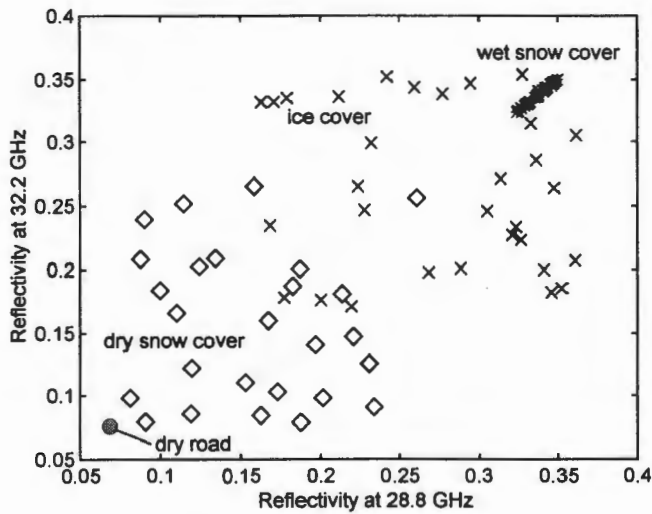 0.4
wet snow cover
0.35
ice cover
0.3
0.25
0.2
0.15
dry snow cover
0.1
dry road
0.05
0.05 0.1 0.15 0.2 0.25 0.3 0.35 0.4
Reflectivity at 28.8 GHz
Reflectivity at 32.2 GHz